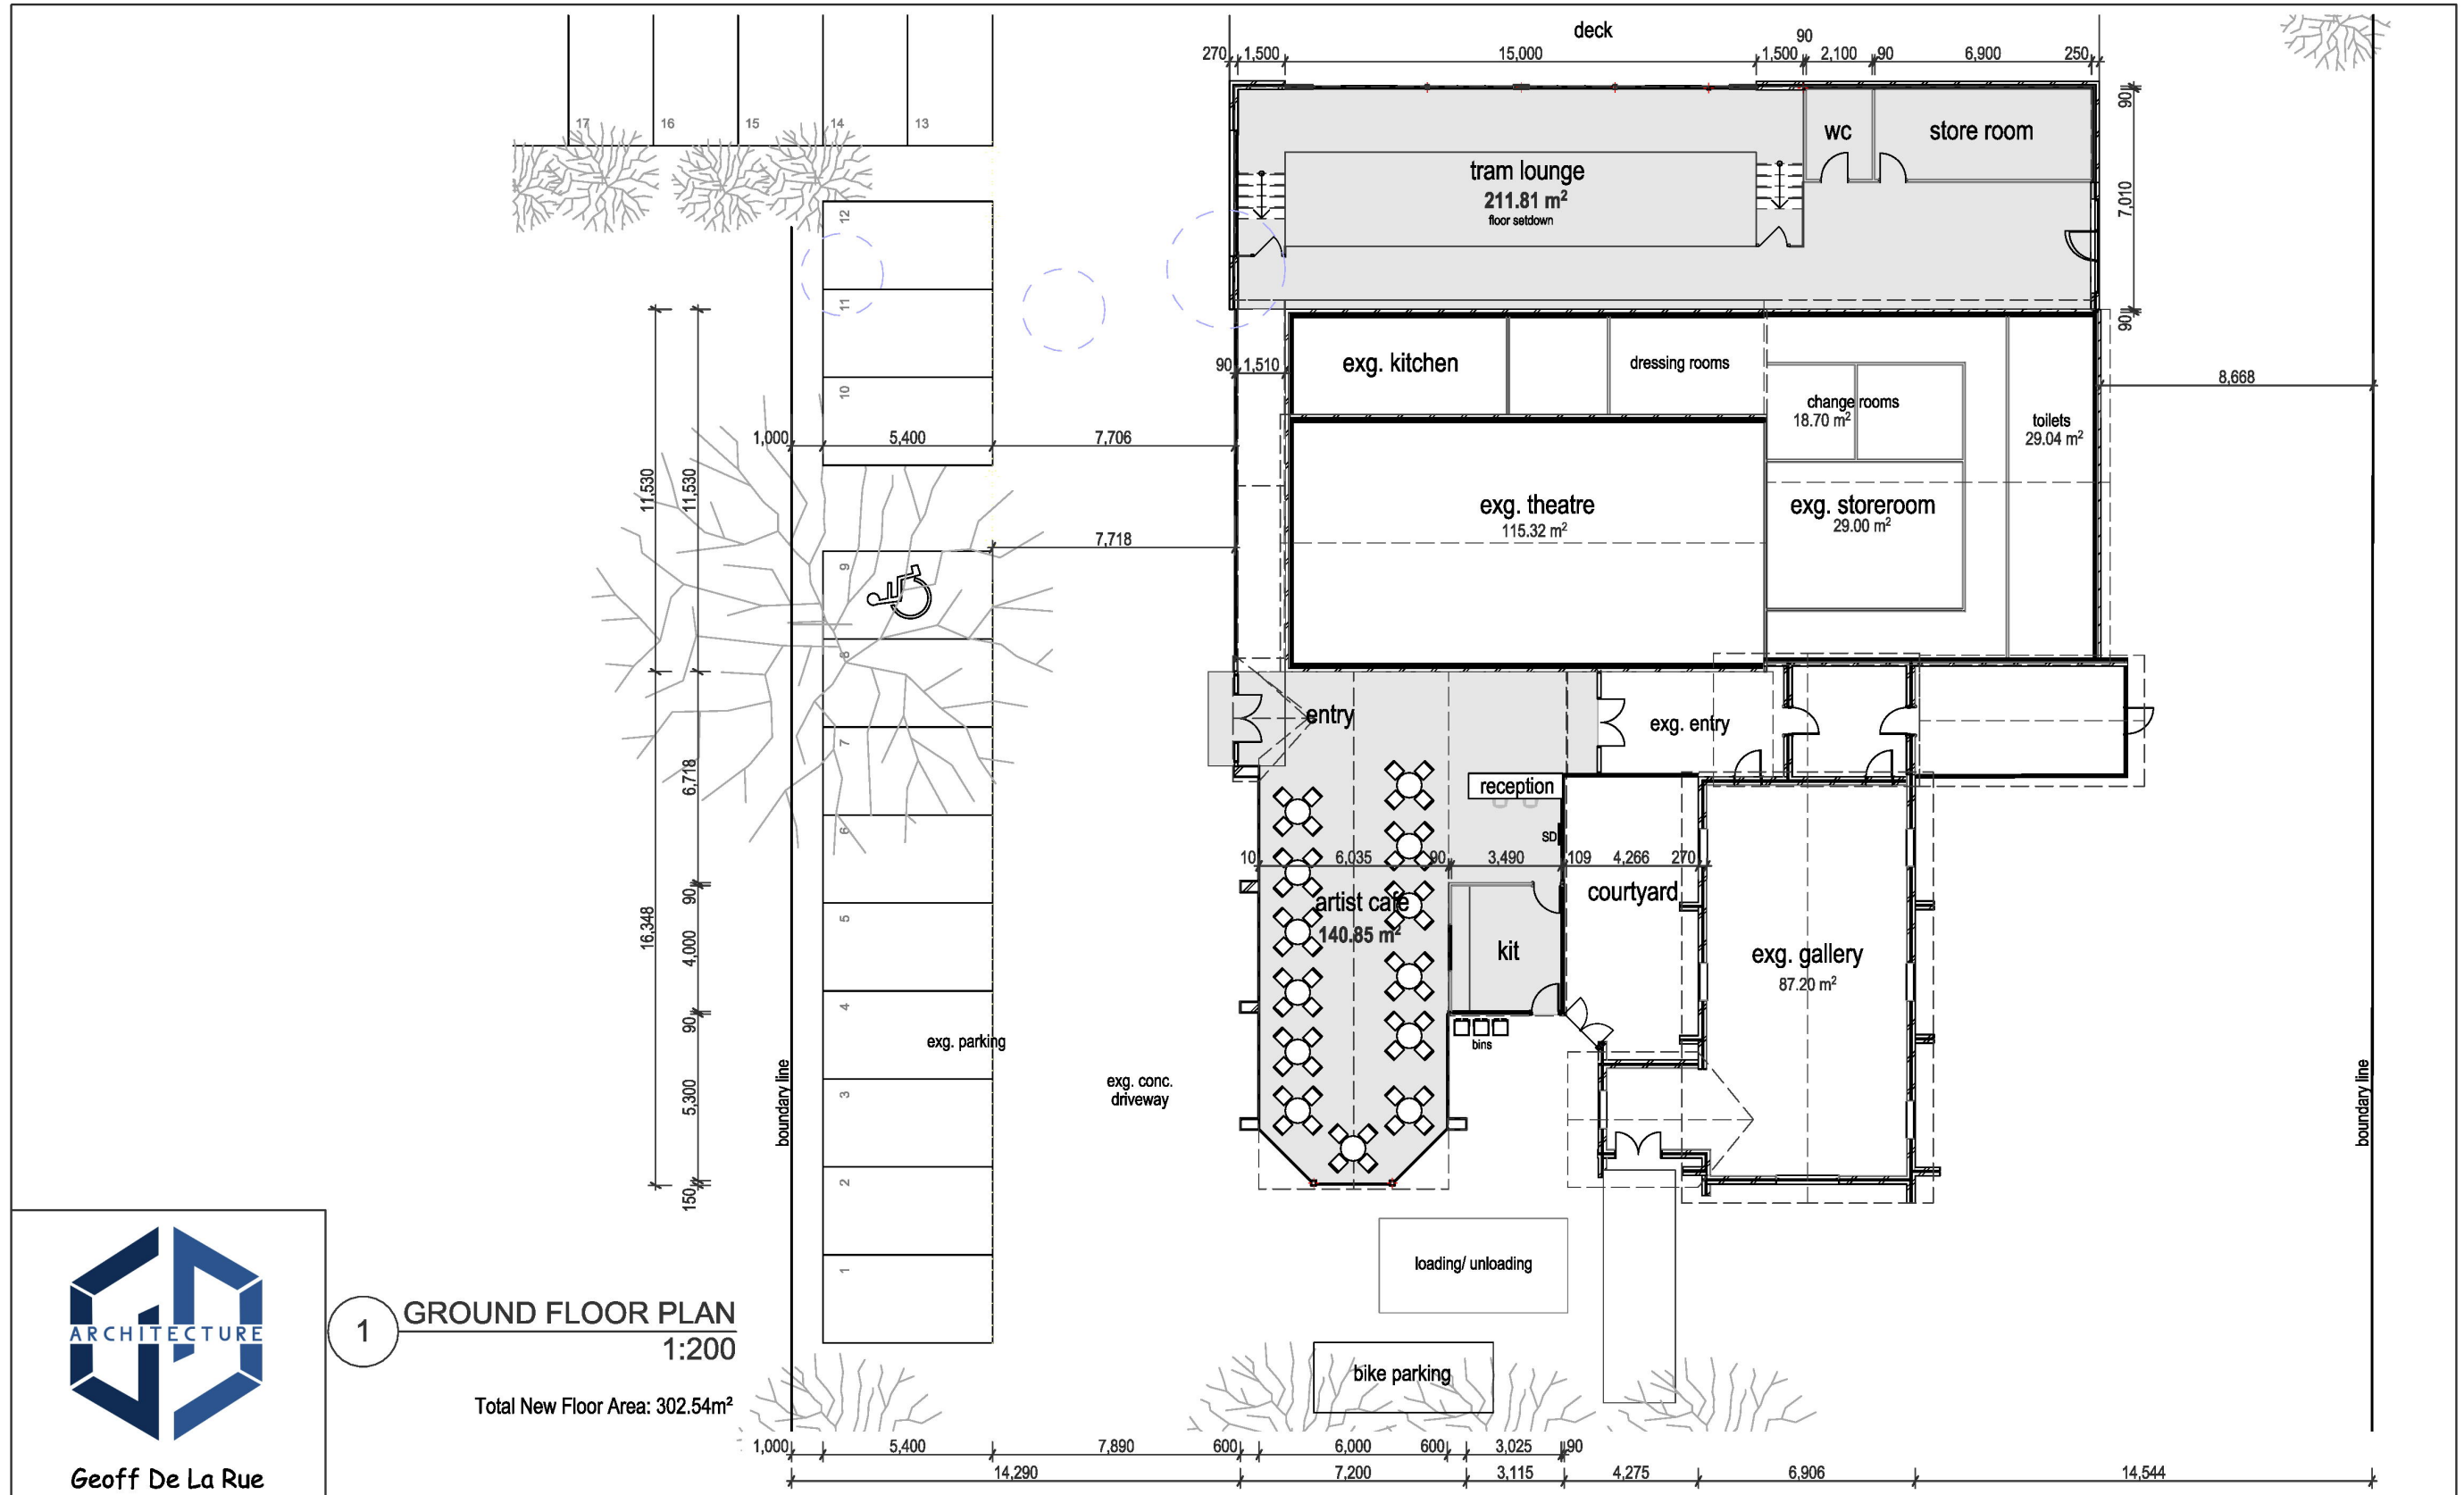 deck
90
270 1,500 15,000 1,500 2,100 90 6,900 250
17 16 15 14 13
wc
store room
90
tram lounge
211.81 m²
floor setdown
7,010
12
11
90
exg. kitchen
dressing rooms
90 1,510
8,668
10
change rooms
18.70 m²
toilets
29.04 m²
1,000 5,400 7,706
11,530 11,530
exg. theatre
115.32 m²
exg. storeroom
29.00 m²
7,718
9
8
entry
exg. entry
7
6,718
reception
6
SD
10 6,035 90 3,490 109 4,266 270
90
courtyard
artist cafe
140.85 m²
5
16,348
4,000
kit
exg. gallery
87.20 m²
4
90
exg. parking
bins
exg. conc.
driveway
3
5,300
boundary line
boundary line
2
150
1
loading/ unloading
ARCHITECTURE
Geoff De La Rue
1 GROUND FLOOR PLAN
1:200
Total New Floor Area: 302.54m²
bike parking
1,000 5,400 7,890 600 6,000 600 3,025 90
14,290 7,200 3,115 4,275 6,906 14,544